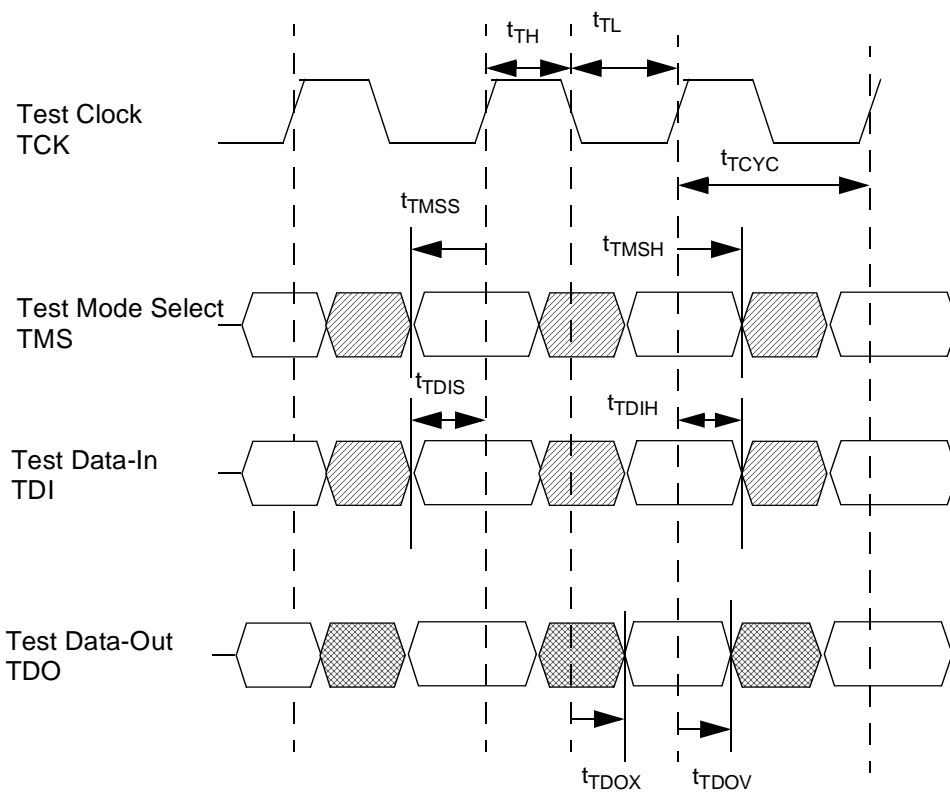 tTH
tTL
Test Clock
TCK
tTCYC
tTMSS
tTMSH
Test Mode Select
TMS
tTDIS
tTDIH
Test Data-In
TDI
Test Data-Out
TDO
tTDOX
tTDOV